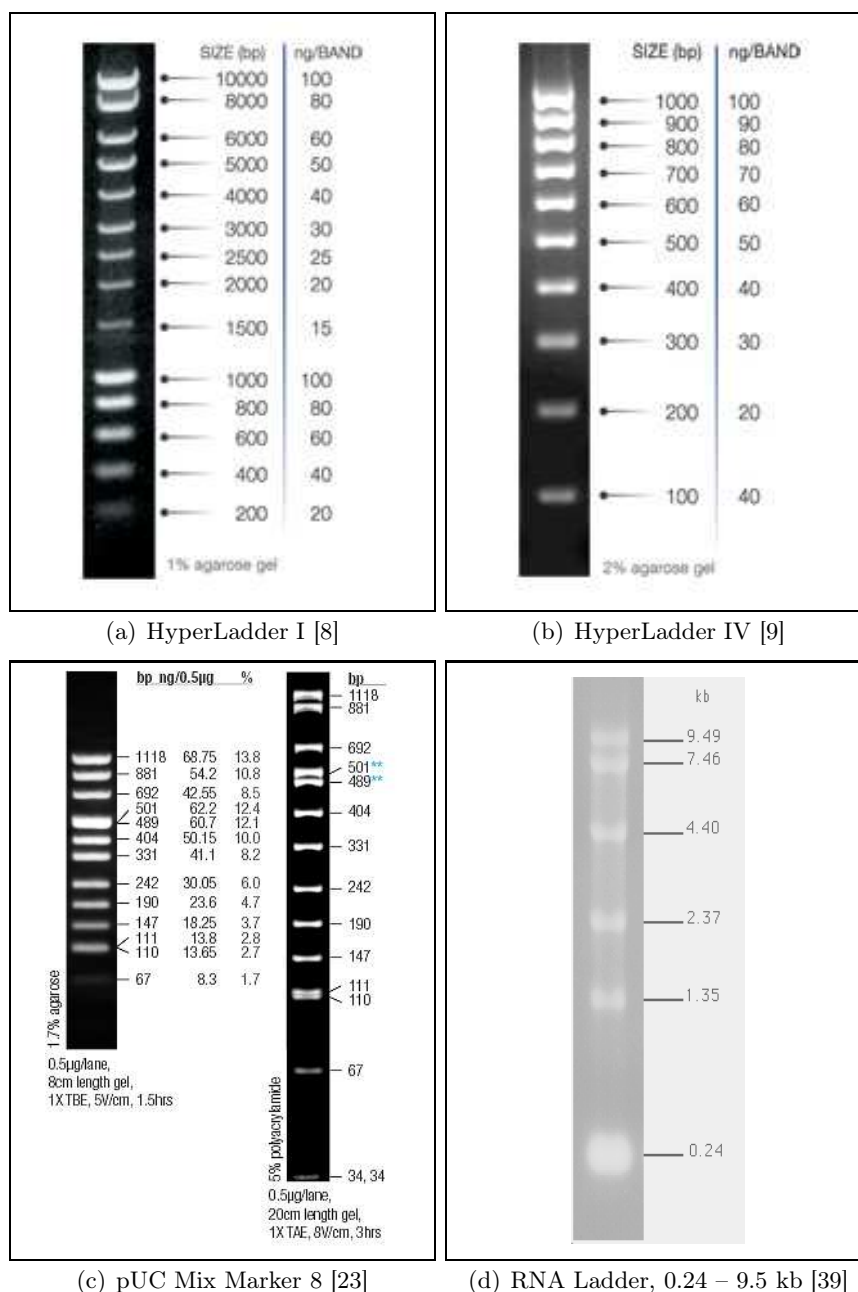 SIZE (bp) ng/BAND
10000 100
8000 80
6000 60
5000 50
4000 40
3000 30
2500 25
2000 20
1500 15
1000 100
800 80
600 60
400 40
200 20
1% agarose gel
(a) HyperLadder I [8]
SIZE (bp) ng/BAND
1000 100
900 90
800 80
700 70
600 60
500 50
400 40
300 30
200 20
100 40
2% agarose gel
(b) HyperLadder IV [9]
bp ng/0.5µg %
1118 68.75 13.8
881 54.2 10.8
692 42.55 8.5
501 62.2 12.4
489 60.7 12.1
404 50.15 10.0
331 41.1 8.2
242 30.05 6.0
190 23.6 4.7
147 18.25 3.7
111 13.8 2.8
110 13.65 2.7
67 8.3 1.7
1.7% agarose
0.5µg/lane,
8cm length gel,
1X TBE, 5V/cm, 1.5hrs
bp
1118
881
692
501**
489**
404
331
242
190
147
111
110
67
34, 34
5% polyacrylamide
0.5µg/lane,
20cm length gel,
1X TAE, 8V/cm, 3hrs
(c) pUC Mix Marker 8 [23]
kb
9.49
7.46
4.40
2.37
1.35
0.24
(d) RNA Ladder, 0.24 – 9.5 kb [39]